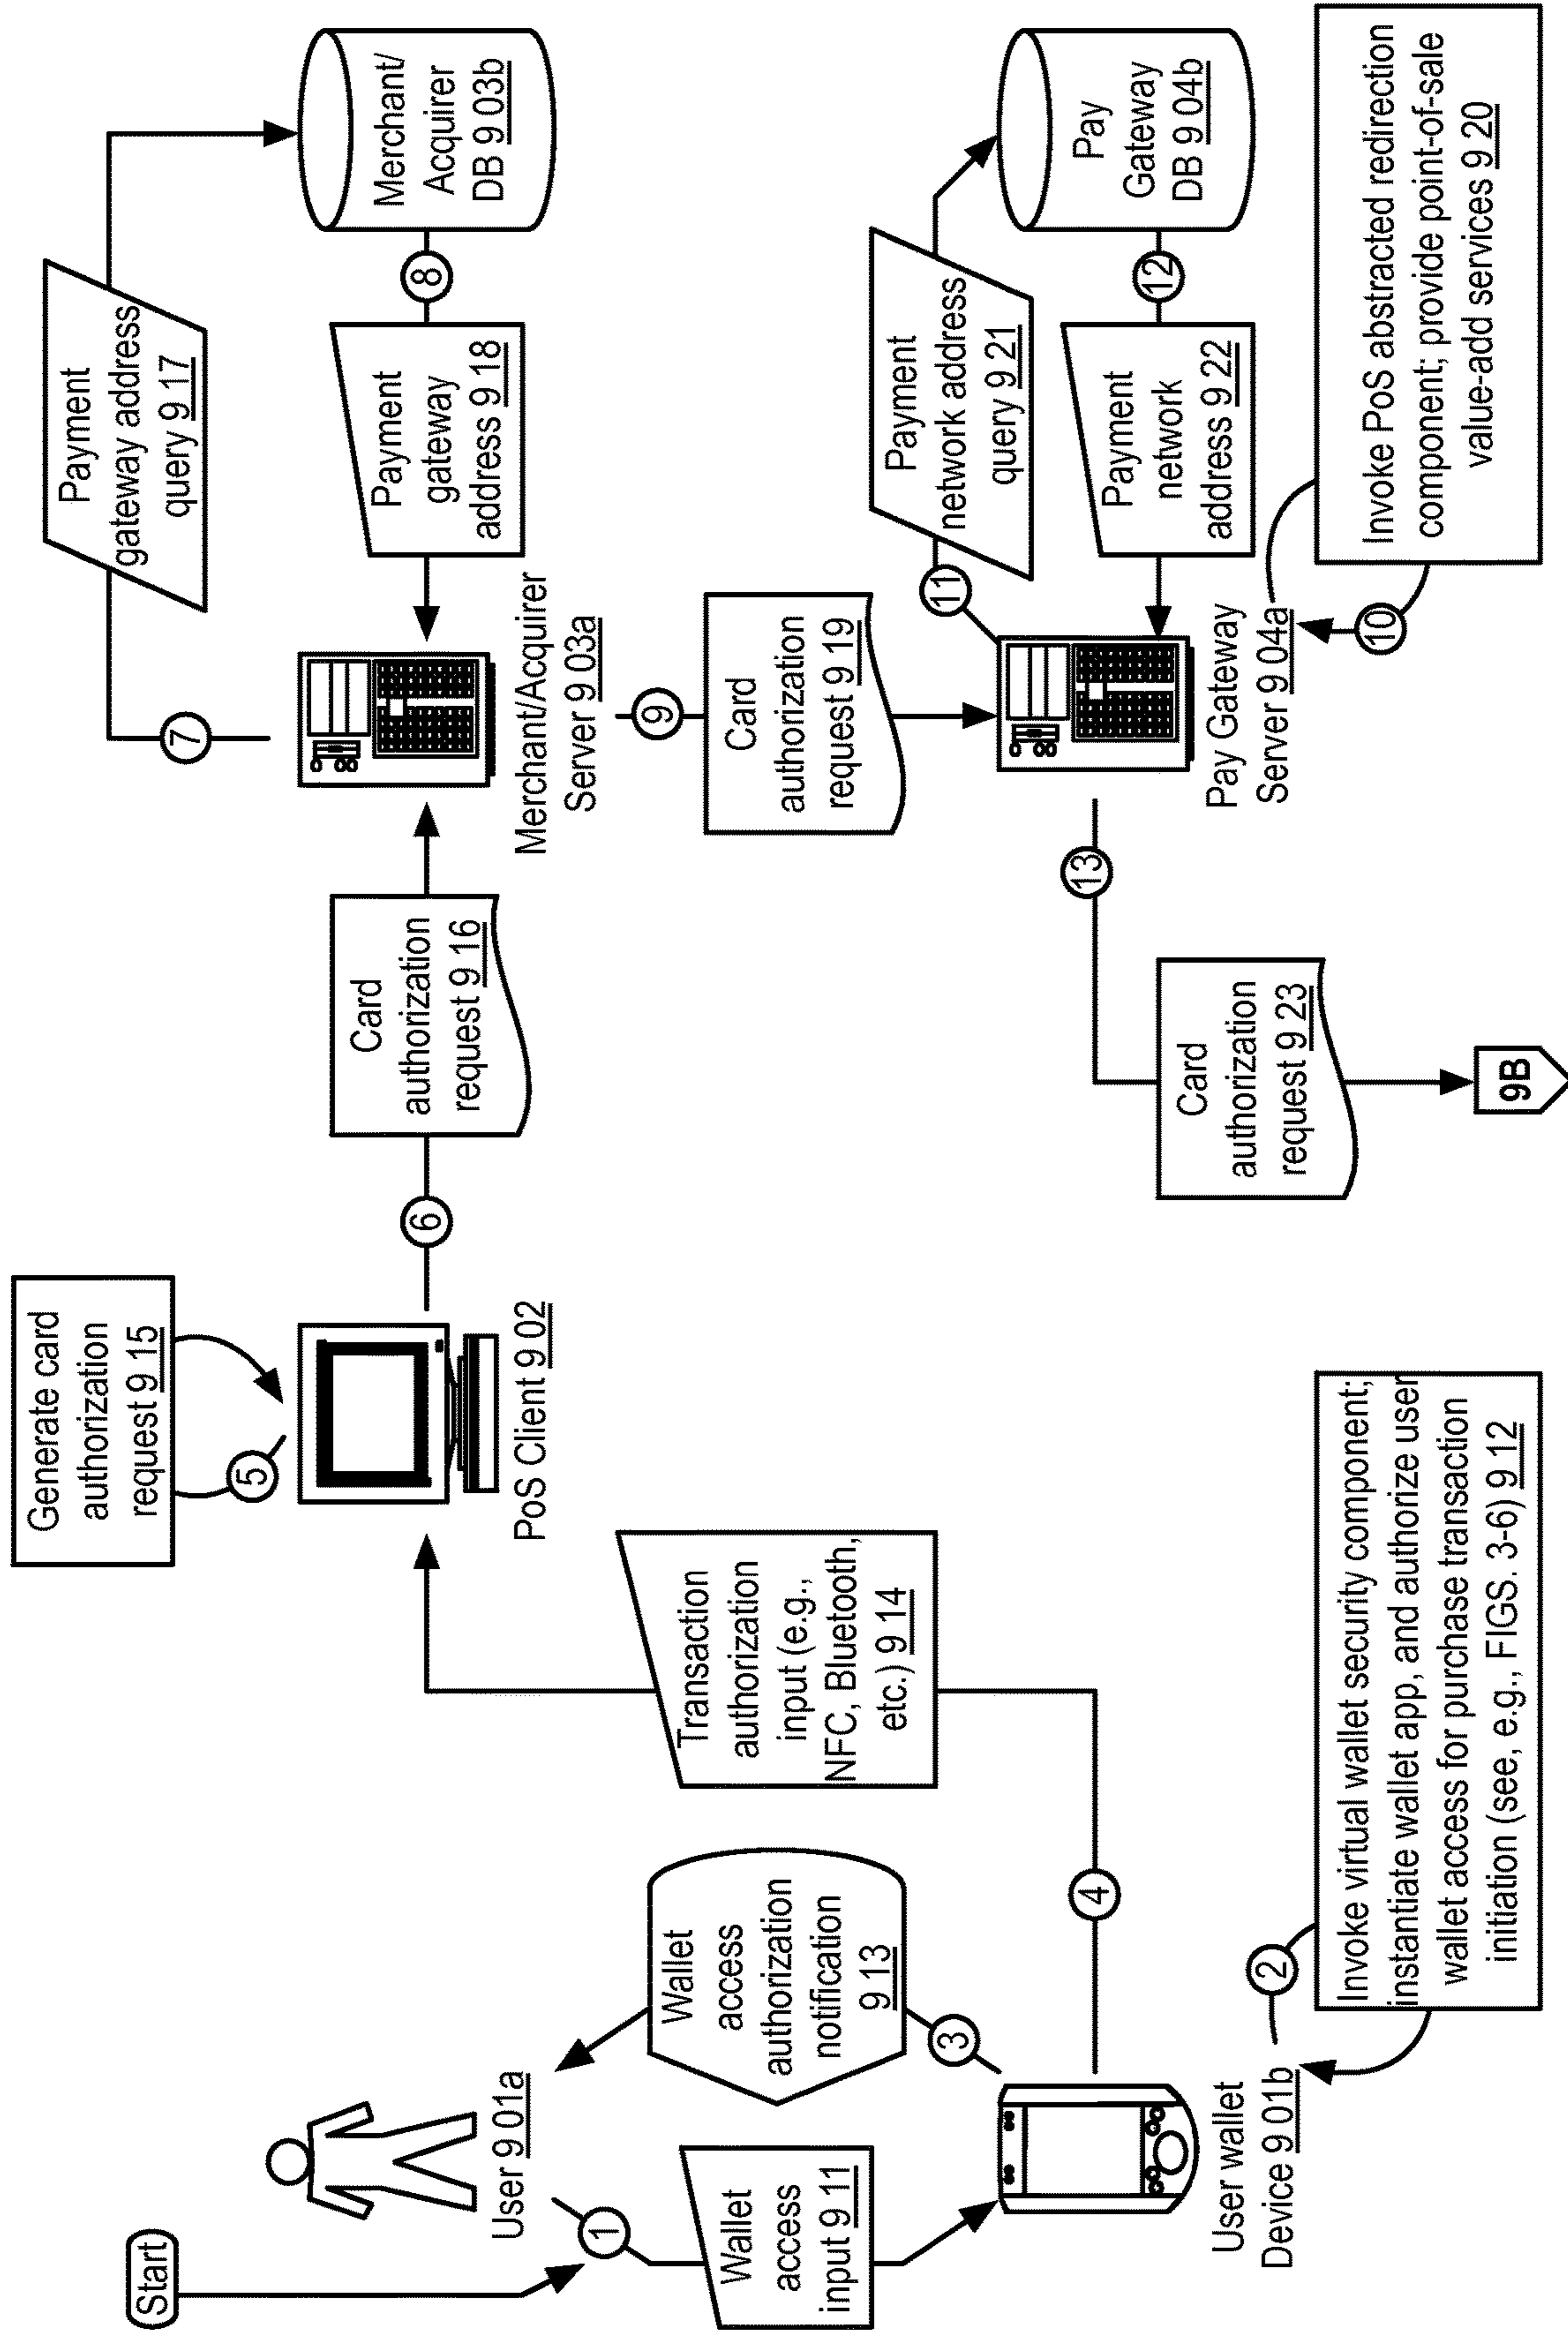 Start
User 9 01a
1
Wallet
access
input 9 11
User wallet
Device 9 01b
2
Invoke virtual wallet security component;
instantiate wallet app, and authorize user
wallet access for purchase transaction
initiation (see, e.g., FIGS. 3-6) 9 12
3
Wallet
access
authorization
notification
9 13
4
Transaction
authorization
input (e.g.,
NFC, Bluetooth,
etc.) 9 14
PoS Client 9 02
5
Generate card
authorization
request 9 15
6
Card
authorization
request 9 16
Merchant/Acquirer
Server 9 03a
7
Payment
gateway address
query 9 17
Merchant/
Acquirer
DB 9 03b
8
Payment
gateway
address 9 18
9
Card
authorization
request 9 19
Pay Gateway
Server 9 04a
10
Invoke PoS abstracted redirection
component; provide point-of-sale
value-add services 9 20
11
Payment
network address
query 9 21
Pay
Gateway
DB 9 04b
12
Payment
network
address 9 22
13
Card
authorization
request 9 23
9B